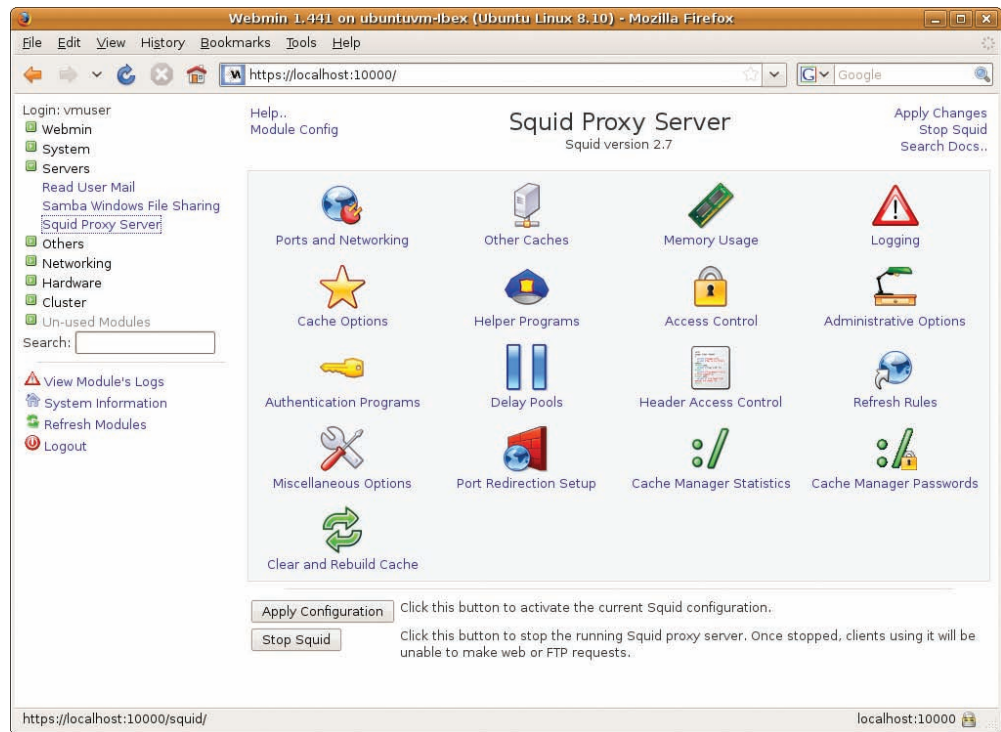 Webmin 1.441 on ubuntuvm-Ibex (Ubuntu Linux 8.10) - Mozilla Firefox
File Edit View History Bookmarks Tools Help
https://localhost:10000/
Google
Login: vmuser
Webmin
System
Servers
Read User Mail
Samba Windows File Sharing
Squid Proxy Server
Others
Networking
Hardware
Cluster
Un-used Modules
Search:
View Module's Logs
System Information
Refresh Modules
Logout
Help..
Module Config
Squid Proxy Server
Squid version 2.7
Apply Changes
Stop Squid
Search Docs..
Ports and Networking
Other Caches
Memory Usage
Logging
Cache Options
Helper Programs
Access Control
Administrative Options
Authentication Programs
Delay Pools
Header Access Control
Refresh Rules
Miscellaneous Options
Port Redirection Setup
Cache Manager Statistics
Cache Manager Passwords
Clear and Rebuild Cache
Apply Configuration
Click this button to activate the current Squid configuration.
Stop Squid
Click this button to stop the running Squid proxy server. Once stopped, clients using it will be
unable to make web or FTP requests.
https://localhost:10000/squid/
localhost:10000